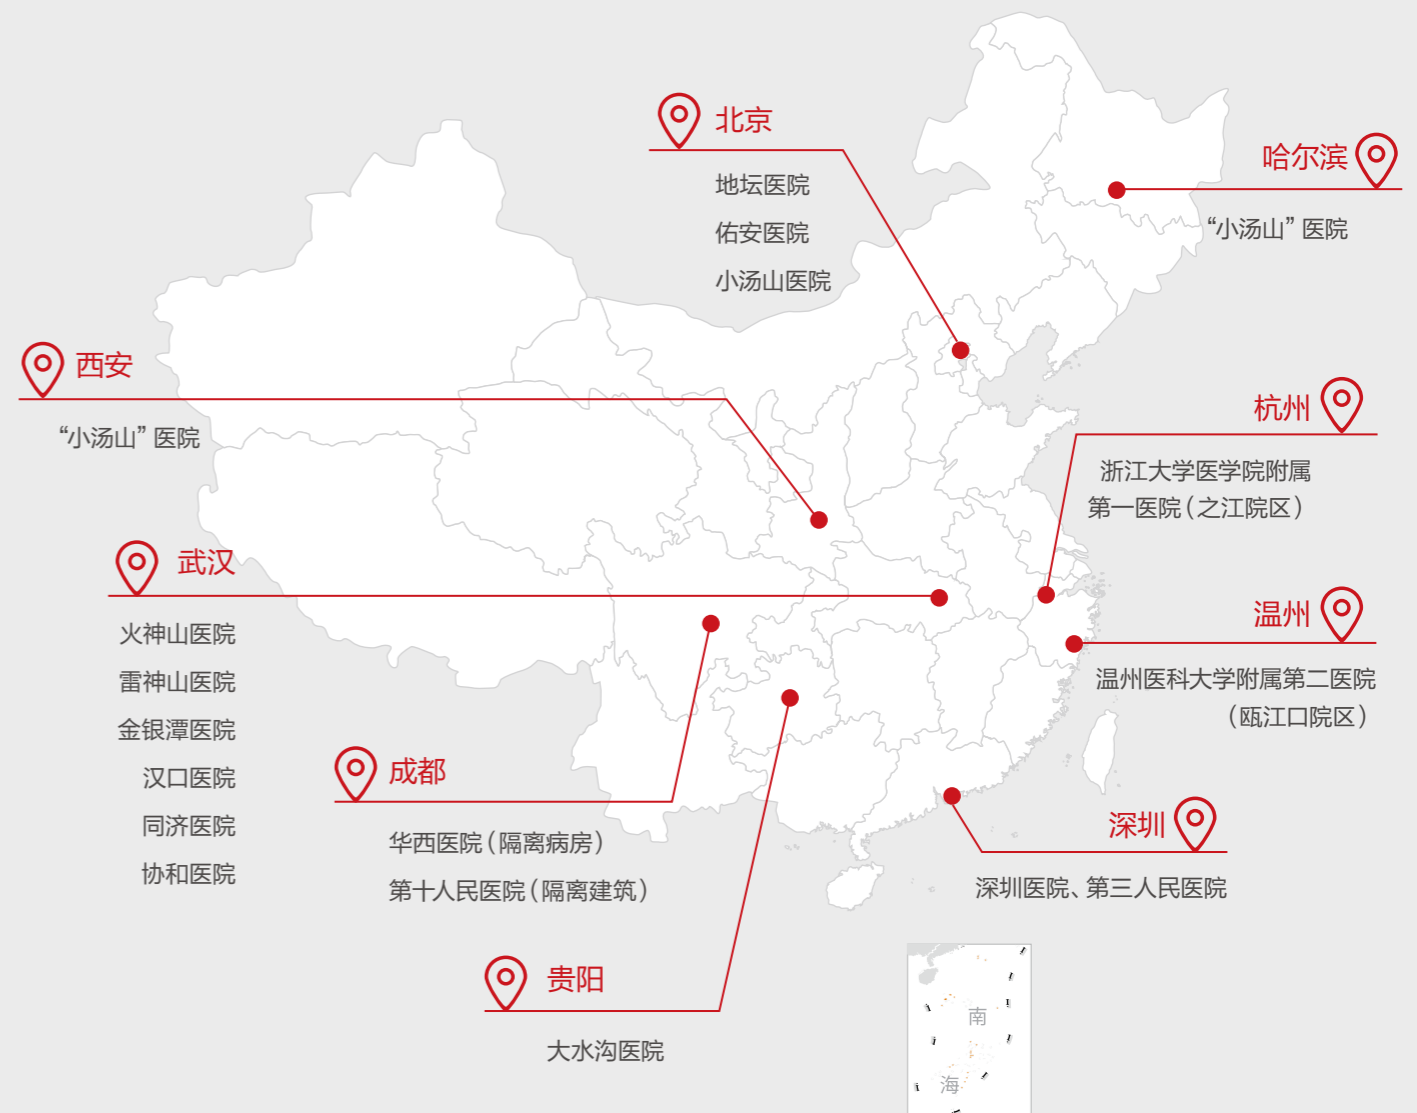 北京
地坛医院
佑安医院
小汤山医院
哈尔滨
“小汤山”医院
西安
“小汤山”医院
杭州
浙江大学医学院附属
第一医院（之江院区）
武汉
火神山医院
雷神山医院
金银潭医院
汉口医院
同济医院
协和医院
温州
温州医科大学附属第二医院
（瓯江口院区）
成都
华西医院（隔离病房）
第十人民医院（隔离建筑）
深圳
深圳医院、第三人民医院
贵阳
大水沟医院
南
海